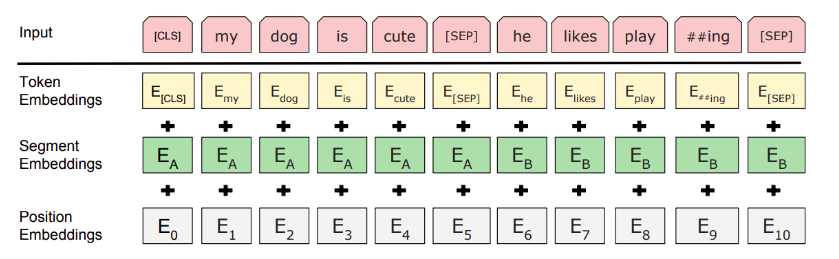 Input [CLS] my dog is cute [SEP] he likes play ##ing [SEP]
Token Embeddings E[CLS] Emy Edog Eis Ecute E[SEP] Ehe Elikes Eplay E##ing E[SEP]
+ + + + + + + + + + +
Segment Embeddings EA EA EA EA EA EA EB EB EB EB EB
+ + + + + + + + + + +
Position Embeddings E0 E1 E2 E3 E4 E5 E6 E7 E8 E9 E10